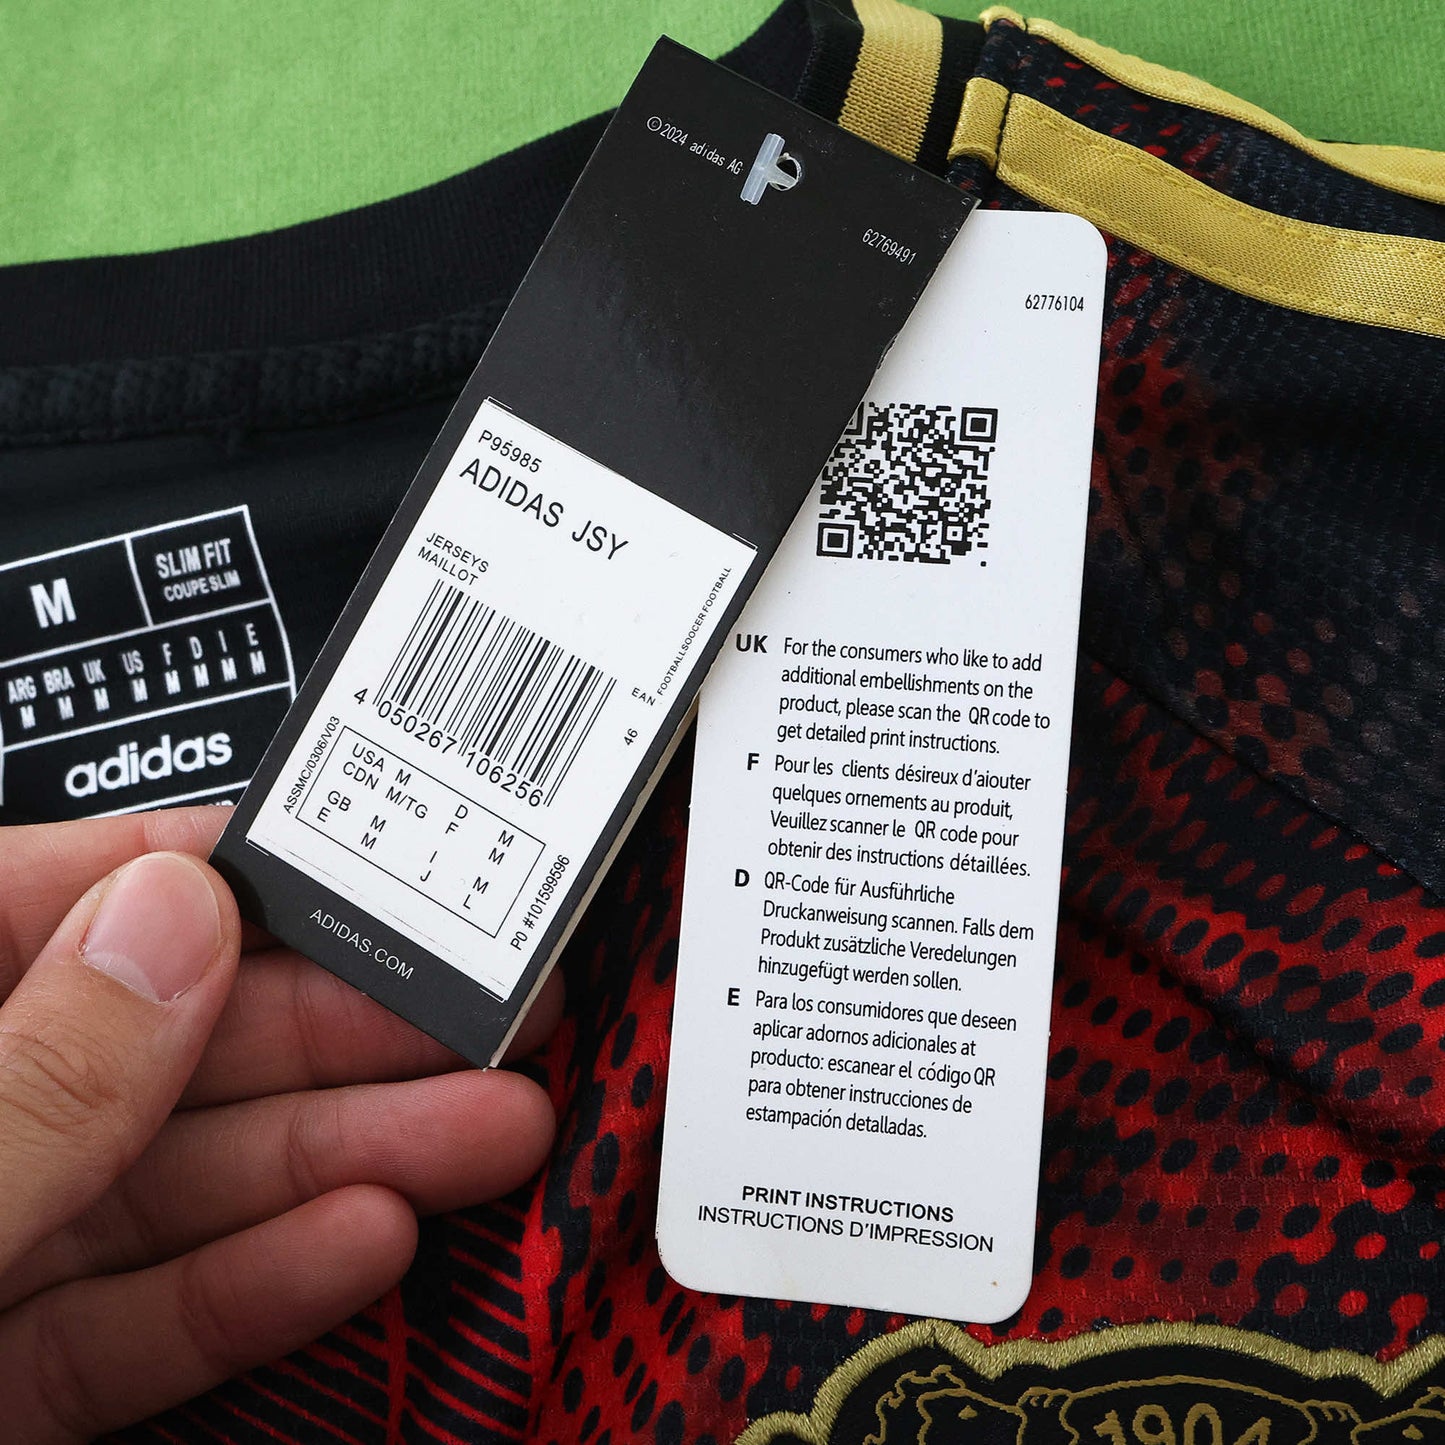 ©2024 adidas AG
62769491
P95985
ADIDAS JSY
JERSEYS
MAILLOT
FOOTBALLSOCCER FOOTBALL
EAN
46
4 050267 106256
ASSMC/0306/V03
USA M D M
CDN M/TG F M
GB M I M
E M J L
PO #101599596
ADIDAS.COM
62776104
UK For the consumers who like to add
additional embellishments on the
product, please scan the QR code to
get detailed print instructions.
F Pour les clients désireux d'aiouter
quelques ornements au produit,
Veuillez scanner le QR code pour
obtenir des instructions détaillées.
D QR-Code für Ausführliche
Druckanweisung scannen. Falls dem
Produkt zusätzliche Veredelungen
hinzugefügt werden sollen.
E Para los consumidores que deseen
aplicar adornos adicionales at
producto: escanear el código QR
para obtener instrucciones de
estampación detalladas.
PRINT INSTRUCTIONS
INSTRUCTIONS D'IMPRESSION
M
SLIM FIT
COUPE SLIM
ARG BRA UK US F D I E
M M M M M M M M
adidas
1904